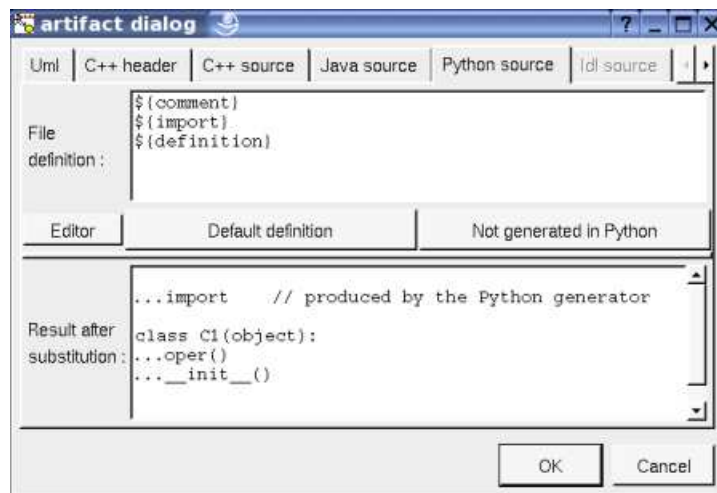 artifact dialog
?
Uml C++ header C++ source Java source Python source Idl source
File
definition :
${comment}
${import}
${definition}
Editor Default definition Not generated in Python
Result after
substitution :
...import // produced by the Python generator
class C1(object):
...oper()
...__init__()
OK Cancel